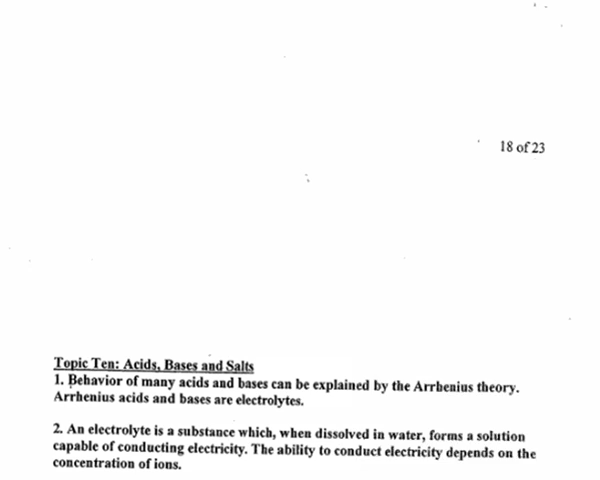 18 of 23
Topic Ten: Acids, Bases and Salts
1. Behavior of many acids and bases can be explained by the Arrhenius theory.
Arrhenius acids and bases are electrolytes.
2. An electrolyte is a substance which, when dissolved in water, forms a solution
capable of conducting electricity. The ability to conduct electricity depends on the
concentration of ions.